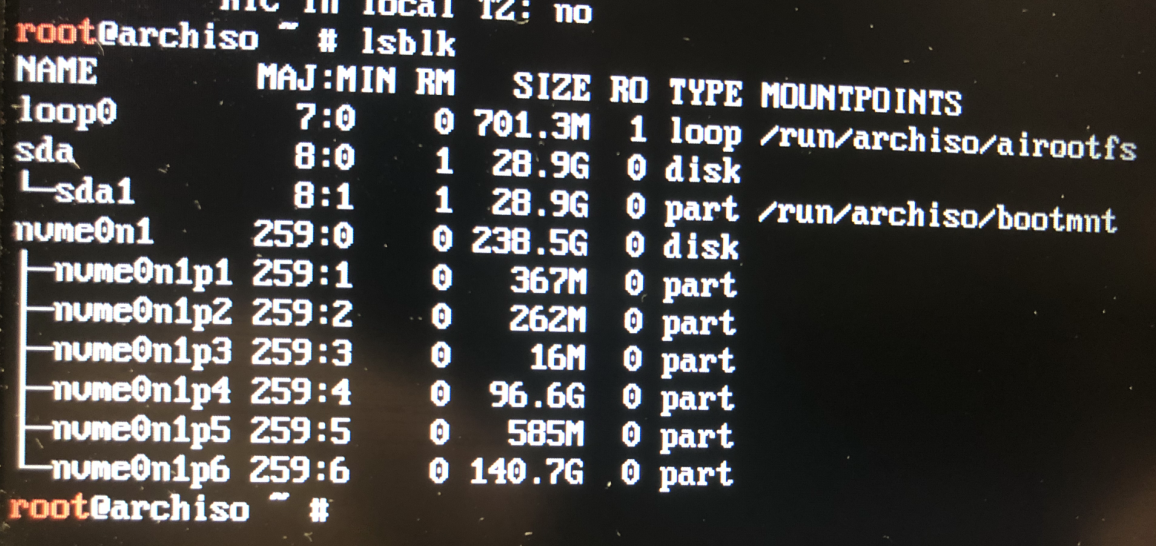 RTC in local TZ: no
root@archiso ~ # lsblk
NAME MAJ:MIN RM SIZE RO TYPE MOUNTPOINTS
loop0 7:0 0 701.3M 1 loop /run/archiso/airootfs
sda 8:0 1 28.9G 0 disk
└─sda1 8:1 1 28.9G 0 part /run/archiso/bootmnt
nvme0n1 259:0 0 238.5G 0 disk
├─nvme0n1p1 259:1 0 367M 0 part
├─nvme0n1p2 259:2 0 262M 0 part
├─nvme0n1p3 259:3 0 16M 0 part
├─nvme0n1p4 259:4 0 96.6G 0 part
├─nvme0n1p5 259:5 0 585M 0 part
└─nvme0n1p6 259:6 0 140.7G 0 part
root@archiso ~ #